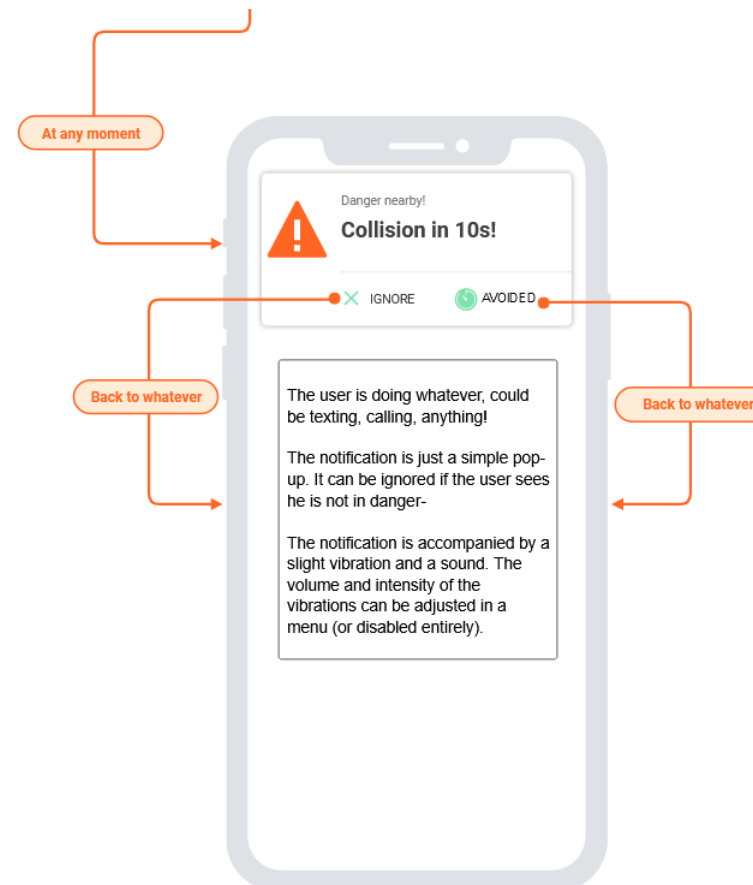 At any moment
Danger nearby!
Collision in 10s!
IGNORE
AVOIDED
Back to whatever
Back to whatever
The user is doing whatever, could
be texting, calling, anything!
The notification is just a simple pop-
up. It can be ignored if the user sees
he is not in danger-
The notification is accompanied by a
slight vibration and a sound. The
volume and intensity of the
vibrations can be adjusted in a
menu (or disabled entirely).